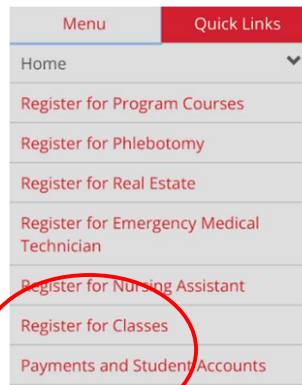 Menu
Quick Links
Home
Register for Program Courses
Register for Phlebotomy
Register for Real Estate
Register for Emergency Medical
Technician
Register for Nursing Assistant
Register for Classes
Payments and Student Accounts